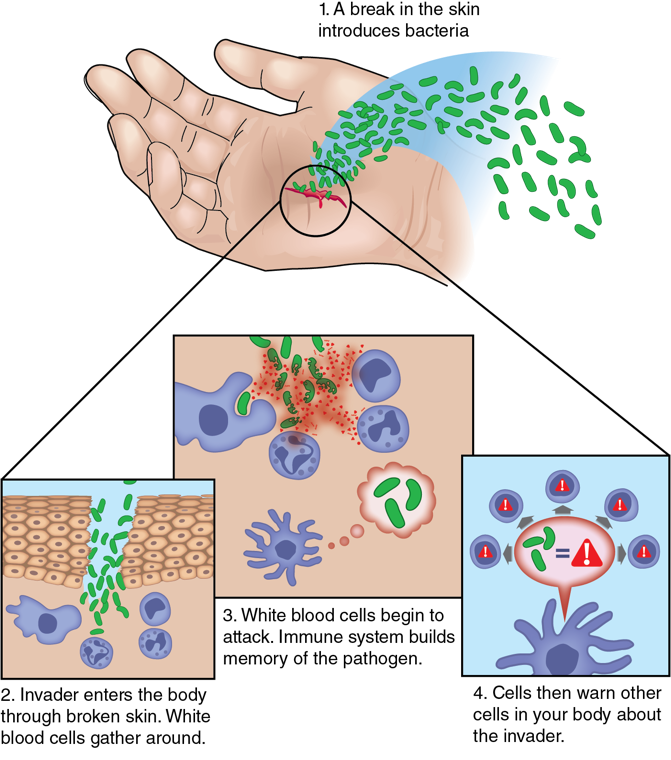 1. A break in the skin
introduces bacteria
2. Invader enters the body
through broken skin. White
blood cells gather around.
3. White blood cells begin to
attack. Immune system builds
memory of the pathogen.
=
!
!
!
!
!
!
4. Cells then warn other
cells in your body about
the invader.